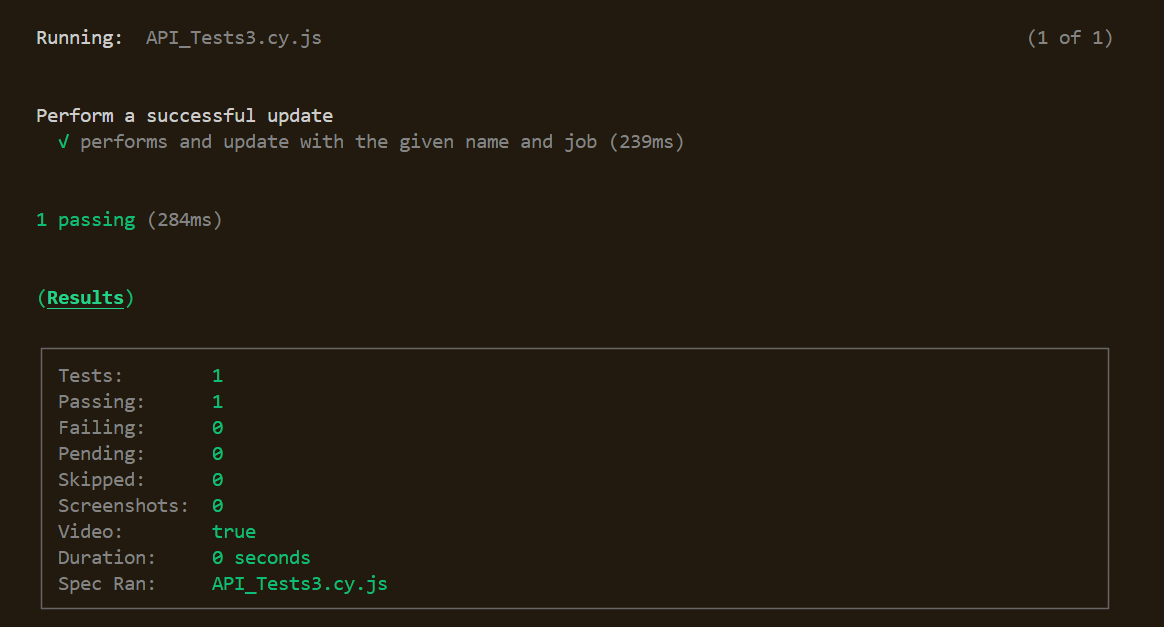 Running: API_Tests3.cy.js (1 of 1)
Perform a successful update
√ performs and update with the given name and job (239ms)
1 passing (284ms)
(Results)
Tests: 1
Passing: 1
Failing: 0
Pending: 0
Skipped: 0
Screenshots: 0
Video: true
Duration: 0 seconds
Spec Ran: API_Tests3.cy.js